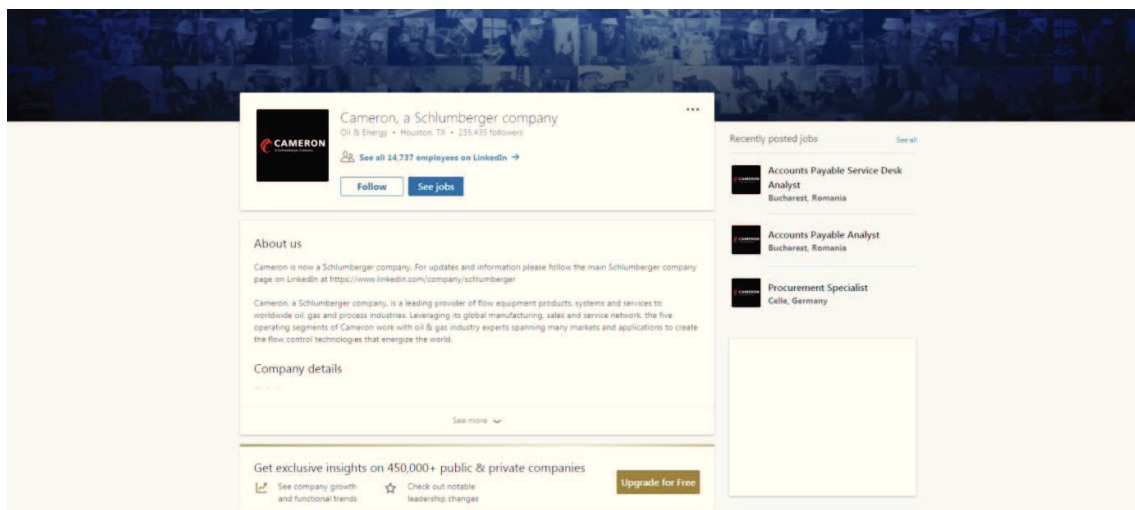 Cameron, a Schlumberger company
Oil & Energy • Houston, TX • 235,435 followers
See all 14,737 employees on LinkedIn →
Follow
See jobs
CAMERON
A Schlumberger Company
•••
About us
Cameron is now a Schlumberger company. For updates and information please follow the main Schlumberger company
page on LinkedIn at https://www.linkedin.com/company/schlumberger
Cameron, a Schlumberger company, is a leading provider of flow equipment products, systems and services to
worldwide oil, gas and process industries. Leveraging its global manufacturing, sales and service network, the five
operating segments of Cameron work with oil & gas industry experts spanning many markets and applications to create
the flow control technologies that energize the world.
Company details
See more
Get exclusive insights on 450,000+ public & private companies
See company growth
and functional trends
Check out notable
leadership changes
Upgrade for Free
Recently posted jobs
See all
CAMERON
Accounts Payable Service Desk
Analyst
Bucharest, Romania
CAMERON
Accounts Payable Analyst
Bucharest, Romania
CAMERON
Procurement Specialist
Celle, Germany